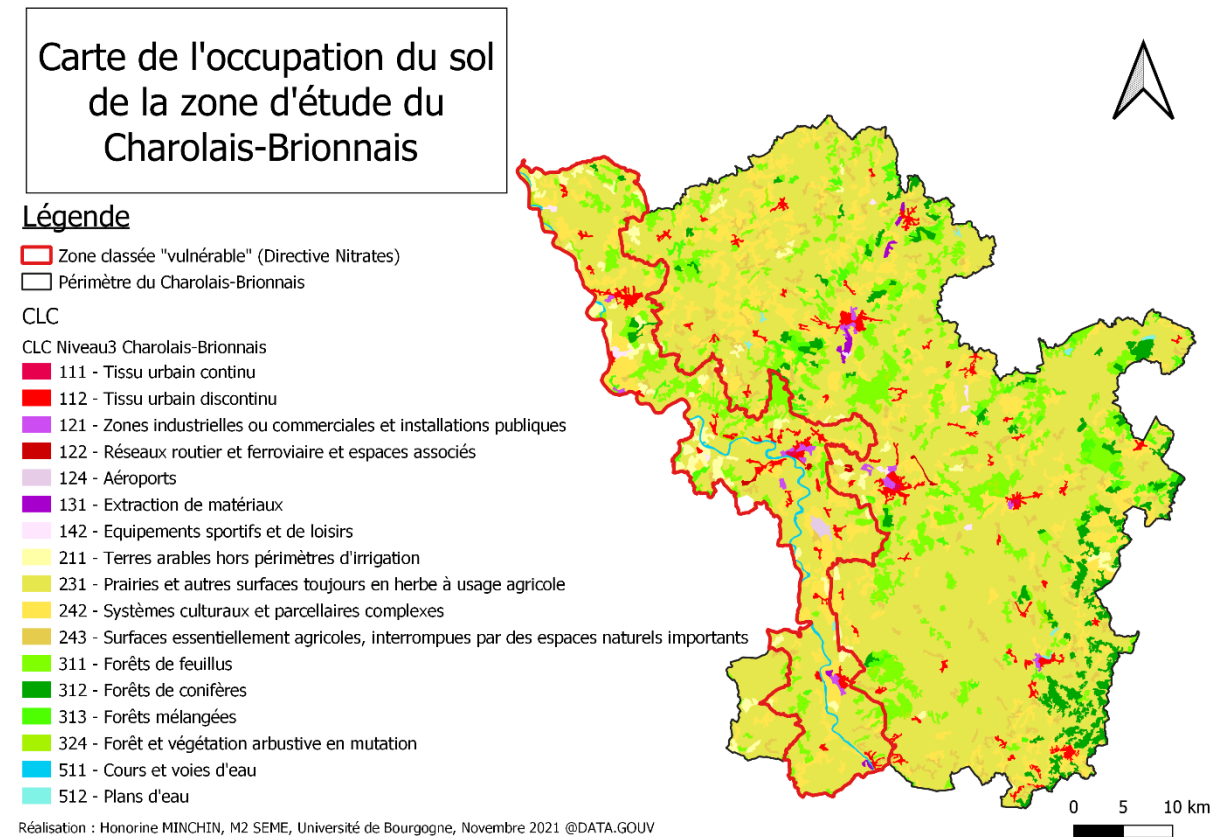 Carte de l'occupation du sol
de la zone d'étude du
Charolais-Brionnais
Légende
Zone classée "vulnérable" (Directive Nitrates)
Périmètre du Charolais-Brionnais
CLC
CLC Niveau3 Charolais-Brionnais
111 - Tissu urbain continu
112 - Tissu urbain discontinu
121 - Zones industrielles ou commerciales et installations publiques
122 - Réseaux routier et ferroviaire et espaces associés
124 - Aéroports
131 - Extraction de matériaux
142 - Equipements sportifs et de loisirs
211 - Terres arables hors périmètres d'irrigation
231 - Prairies et autres surfaces toujours en herbe à usage agricole
242 - Systèmes culturaux et parcellaires complexes
243 - Surfaces essentiellement agricoles, interrompues par des espaces naturels importants
311 - Forêts de feuillus
312 - Forêts de conifères
313 - Forêts mélangées
324 - Forêt et végétation arbustive en mutation
511 - Cours et voies d'eau
512 - Plans d'eau
0 5 10 km
Réalisation : Honorine MINCHIN, M2 SEME, Université de Bourgogne, Novembre 2021 @DATA.GOUV